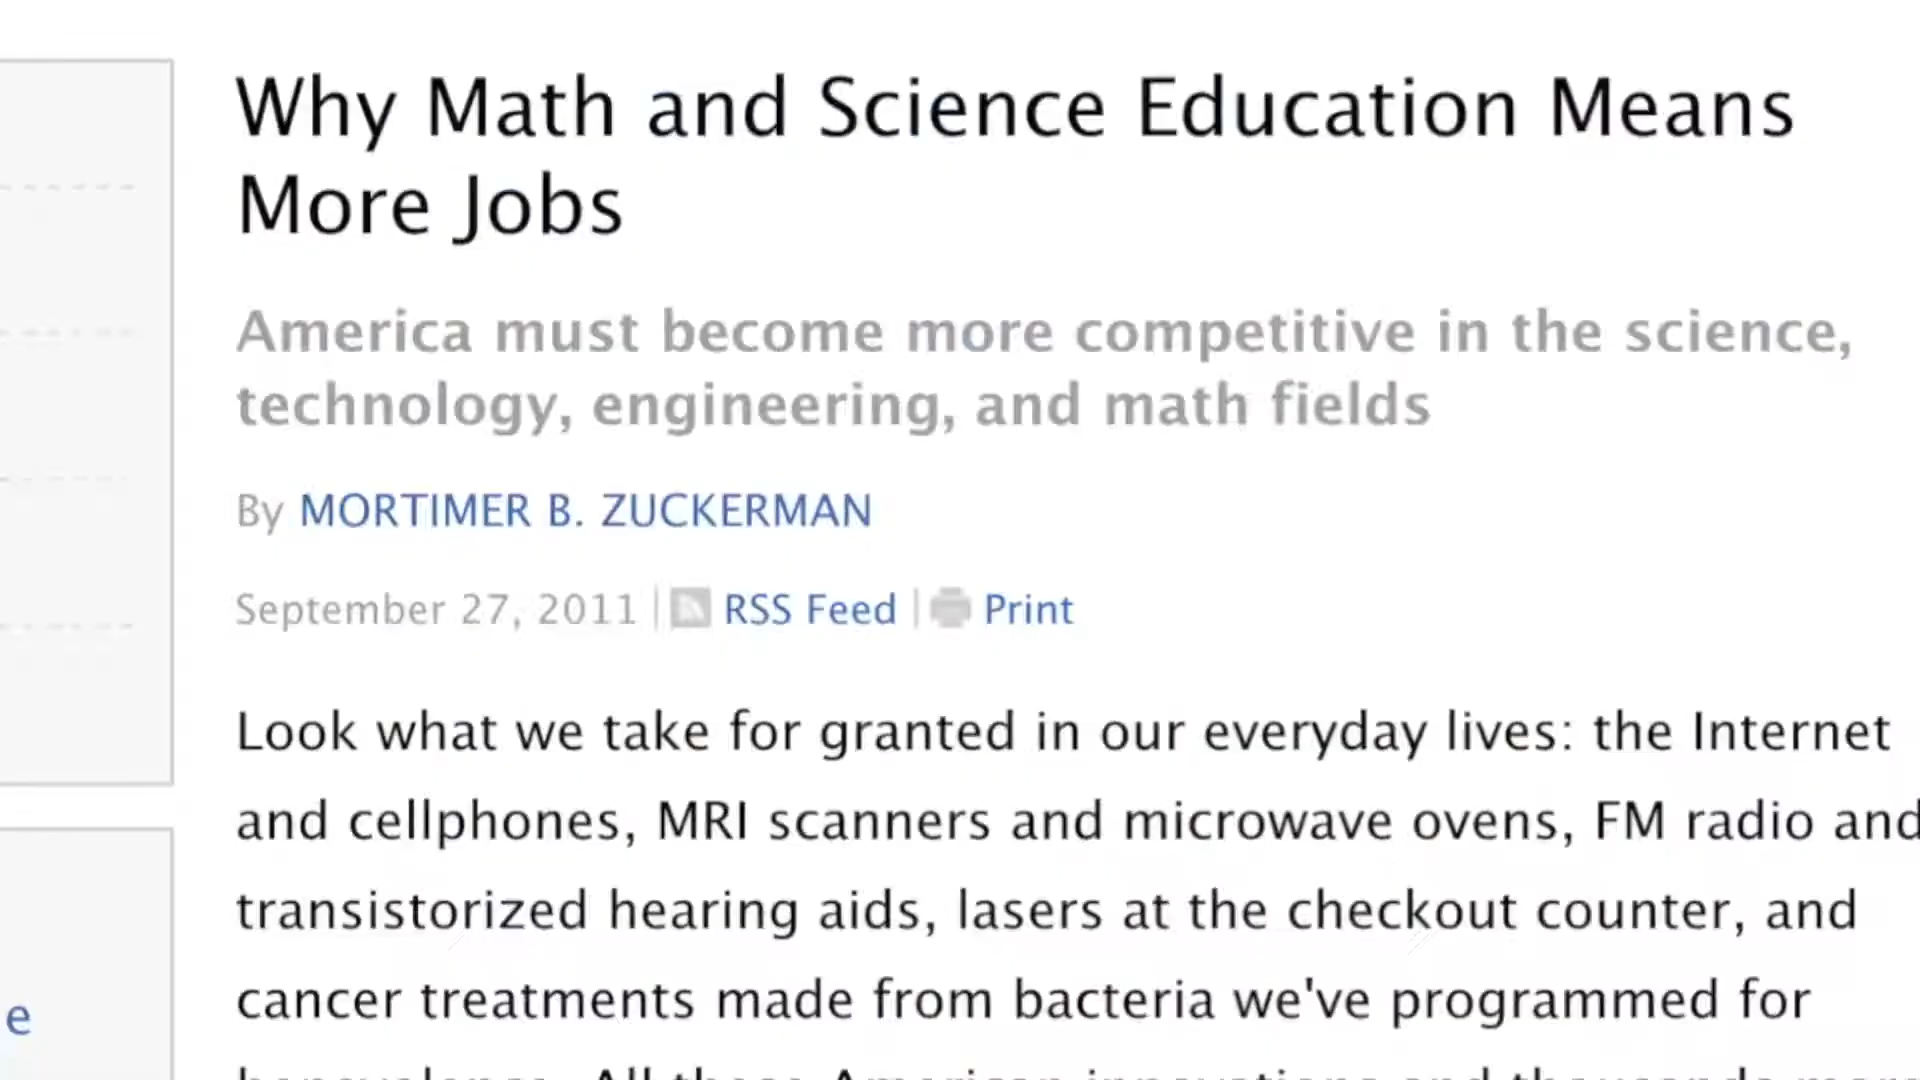 Why Math and Science Education Means
More Jobs
America must become more competitive in the science,
technology, engineering, and math fields
By MORTIMER B. ZUCKERMAN
September 27, 2011 | RSS Feed | Print
Look what we take for granted in our everyday lives: the Internet
and cellphones, MRI scanners and microwave ovens, FM radio and
transistorized hearing aids, lasers at the checkout counter, and
cancer treatments made from bacteria we've programmed for
e